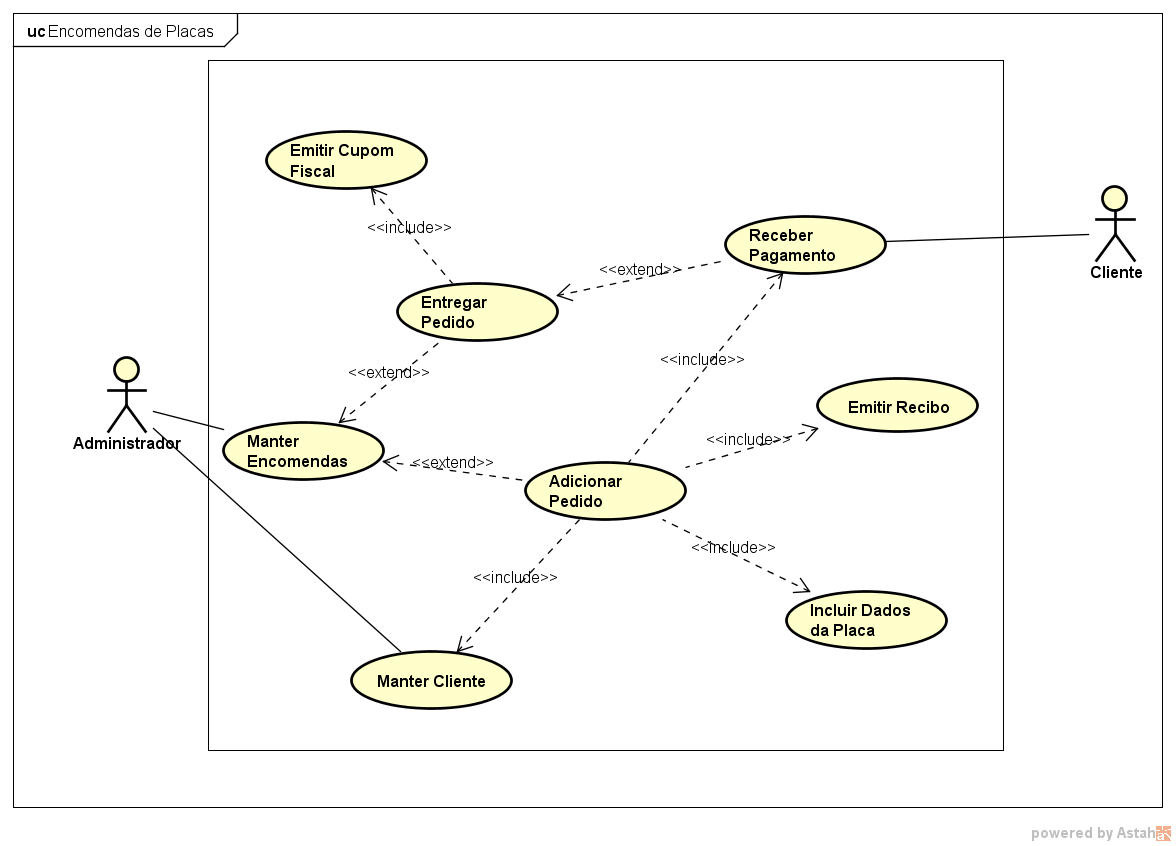 uc Encomendas de Placas
Emitir Cupom
Fiscal
<<include>>
Receber
Pagamento
Cliente
<<extend>>
Entregar
Pedido
<<include>>
<<extend>>
Administrador
Emitir Recibo
<<include>>
Manter
Encomendas
<<extend>>
Adicionar
Pedido
<<include>>
<<include>>
Incluir Dados
da Placa
Manter Cliente
powered by Astah